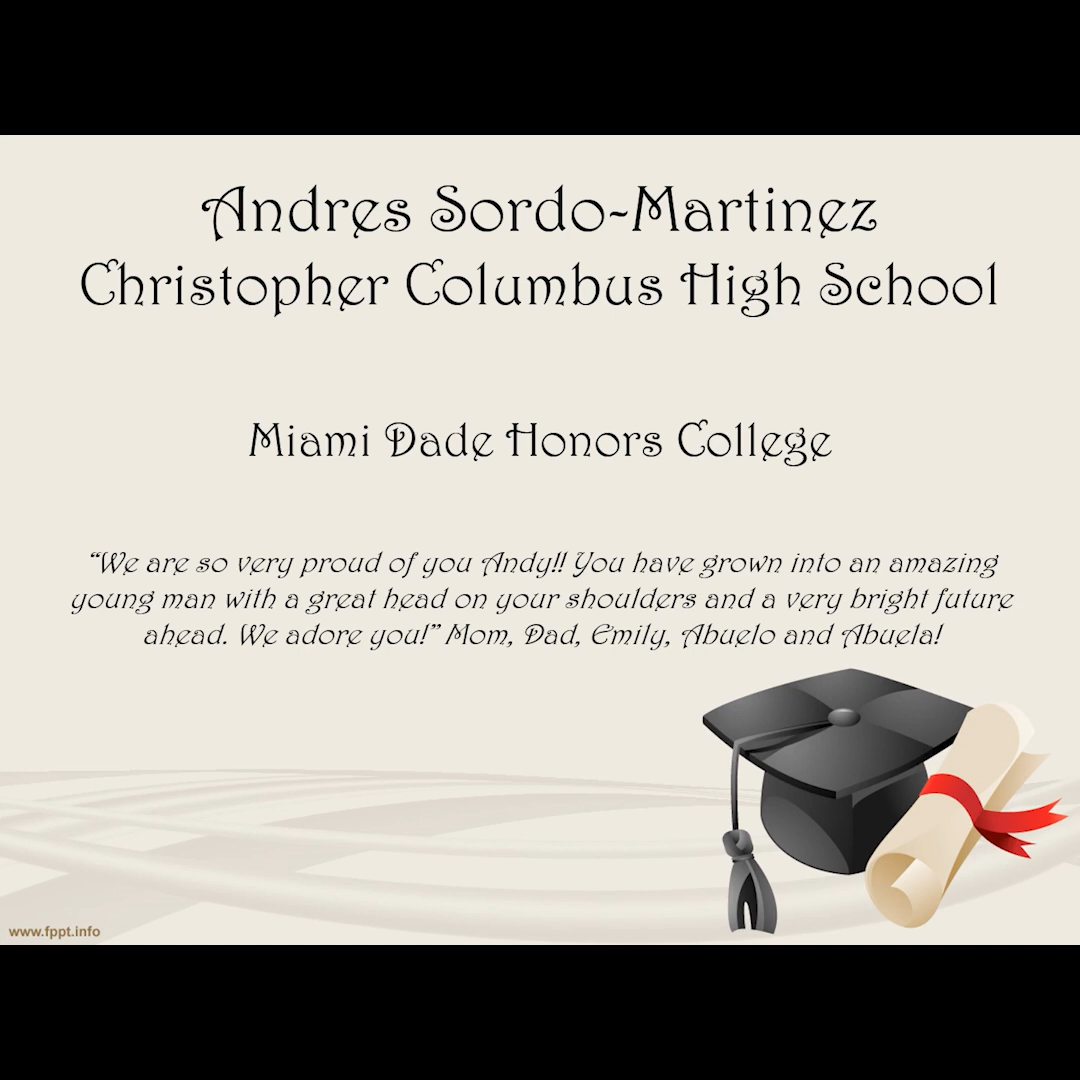 Andres Sordo-Martinez
Christopher Columbus High School
Miami Dade Honors College
“We are so very proud of you Andy!! You have grown into an amazing
young man with a great head on your shoulders and a very bright future
ahead. We adore you!” Mom, Dad, Emily, Abuelo and Abuela!
www.fppt.info